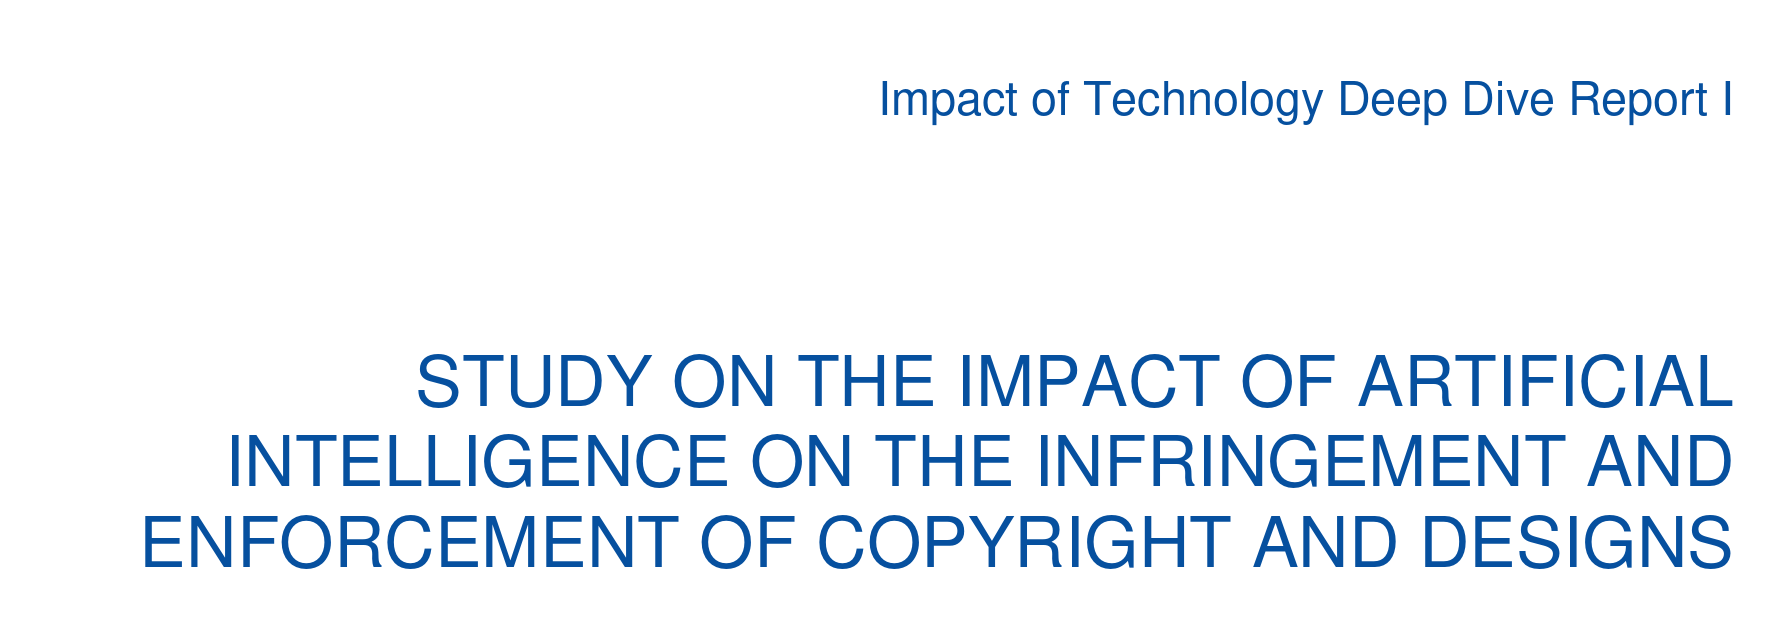 Impact of Technology Deep Dive Report I
STUDY ON THE IMPACT OF ARTIFICIAL
INTELLIGENCE ON THE INFRINGEMENT AND
ENFORCEMENT OF COPYRIGHT AND DESIGNS